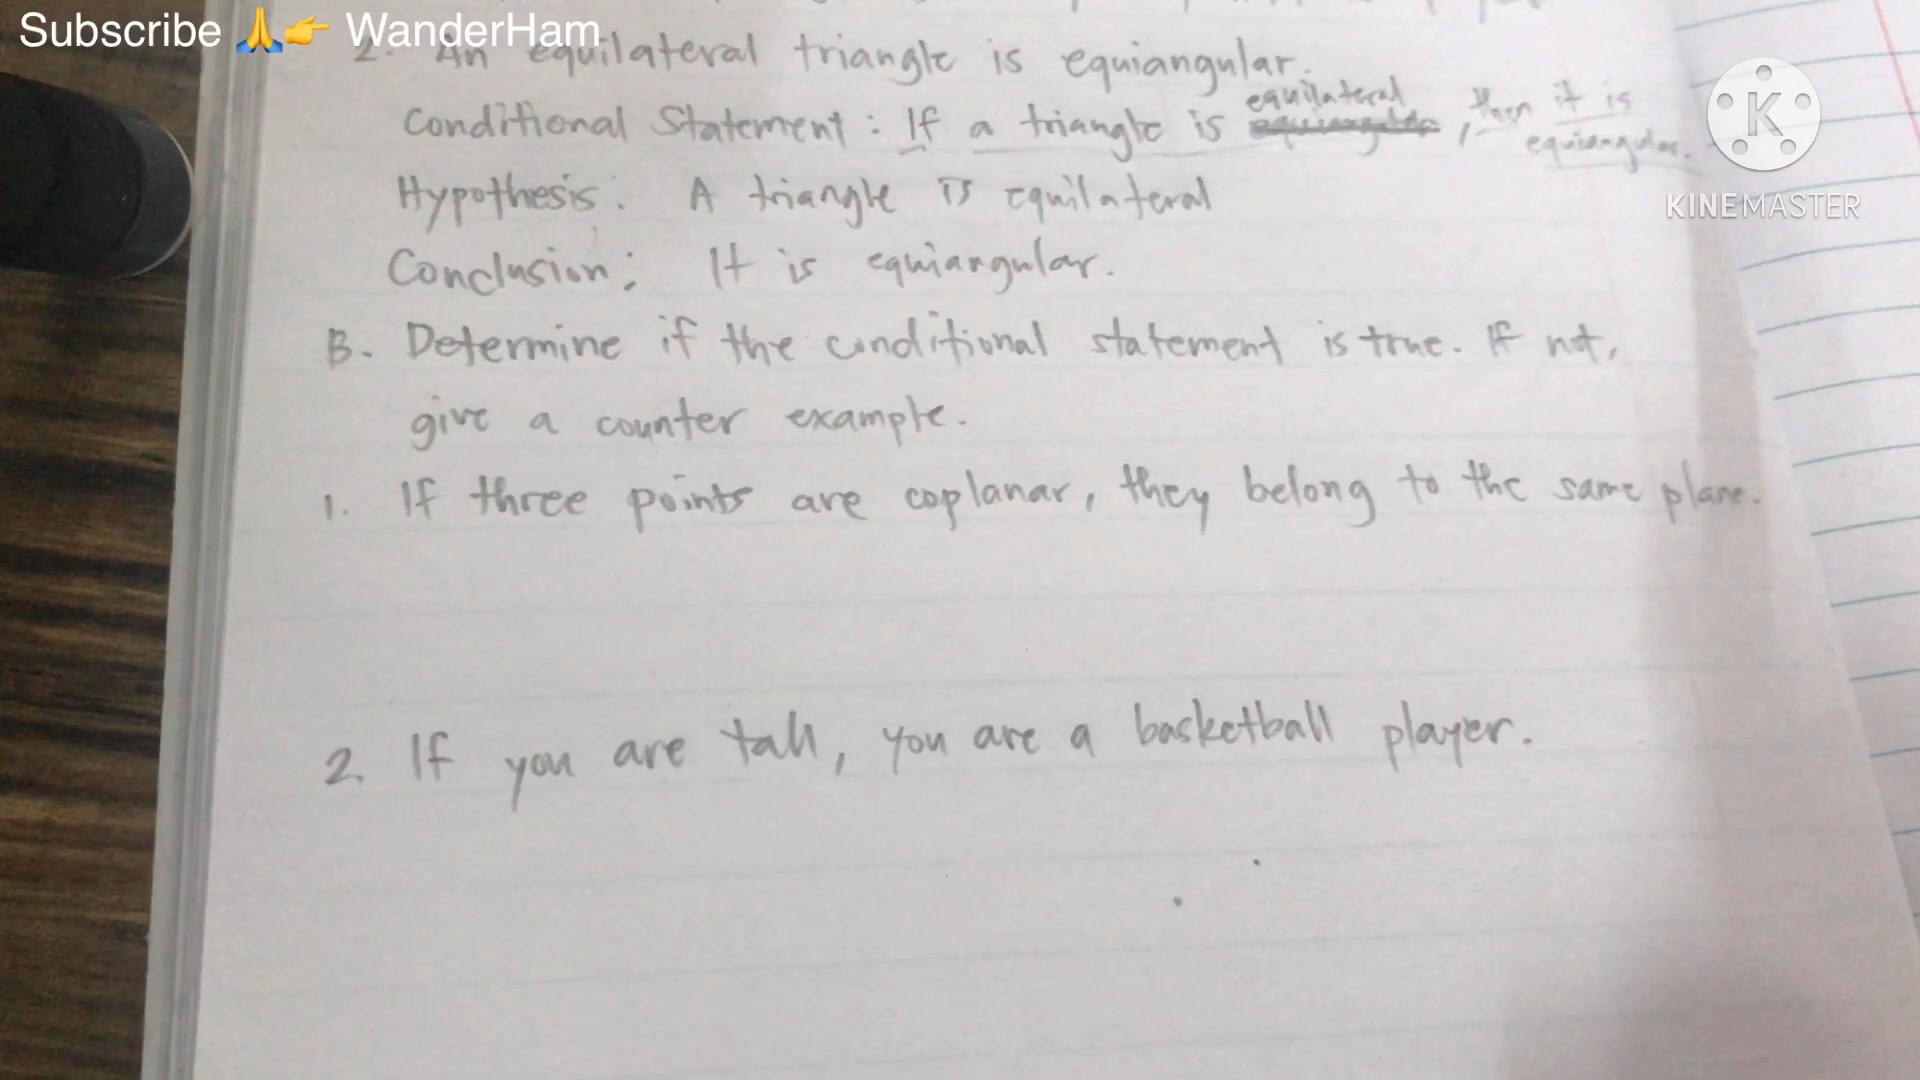 Subscribe 🙏👉 WanderHam
2. An equilateral triangle is equiangular.
Conditional Statement: If a triangle is equilateral, then it is equiangular.
Hypothesis: A triangle is equilateral
Conclusion: It is equiangular.
B. Determine if the conditional statement is true. If not,
give a counter example.
1. If three points are coplanar, they belong to the same plane.
2. If you are tall, you are a basketball player.
K
KINEMASTER